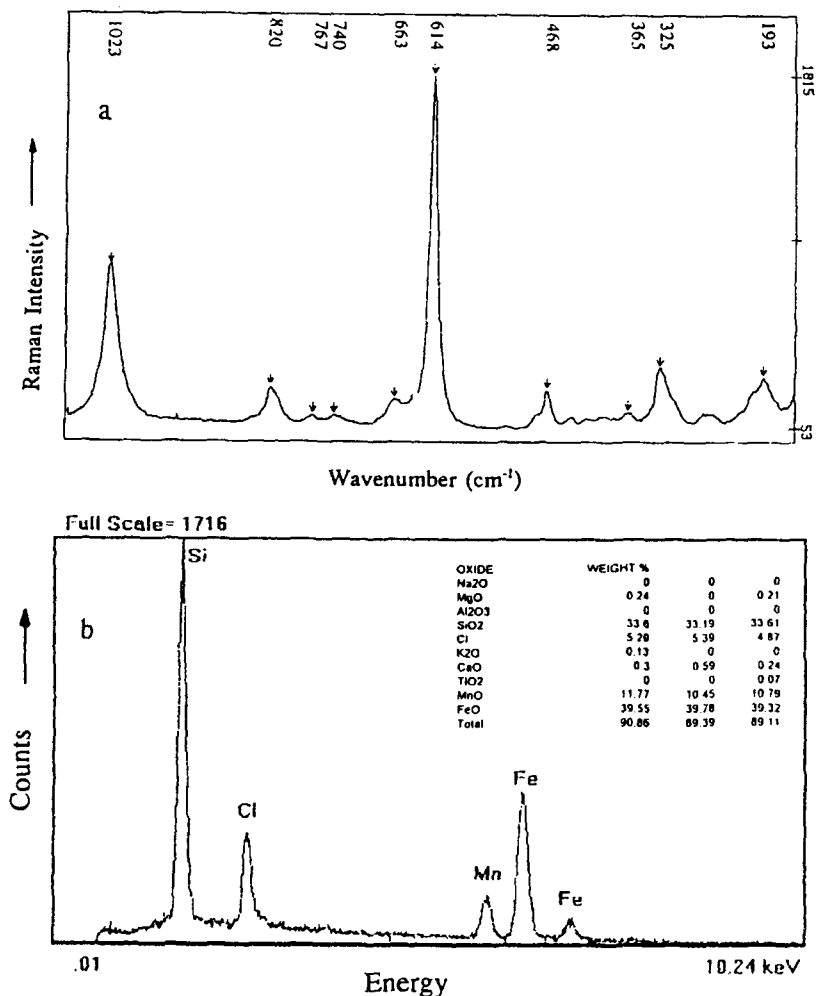 1023 820 767 740 663 614 468 365 325 193
1815
a
53
Raman Intensity
Wavenumber (cm-1)
Full Scale= 1716
Si
b
OXIDE WEIGHT %
Na2O 0 0 0
MgO 0.24 0 0.21
Al2O3 0 0 0
SiO2 33.6 33.19 33.61
Cl 5.29 5.39 4.87
K2O 0.13 0 0
CaO 0.3 0.59 0.24
TiO2 0 0 0.07
MnO 11.77 10.45 10.79
FeO 39.55 39.78 39.32
Total 90.86 89.39 89.11
Cl
Fe
Mn
Fe
Counts
.01 10.24 keV
Energy